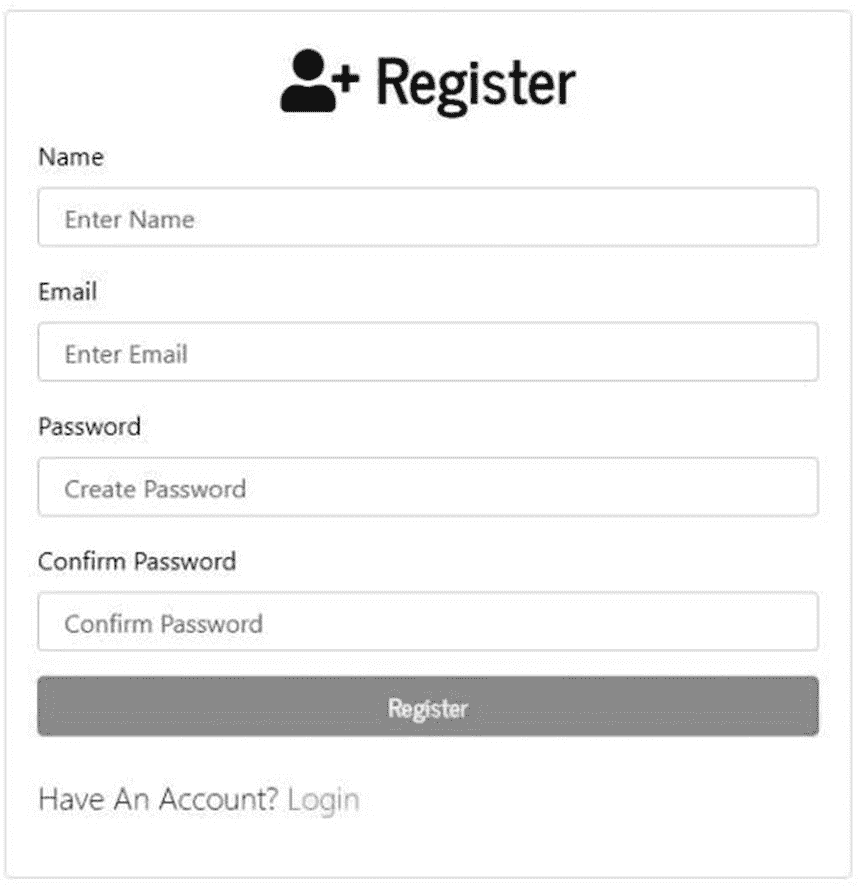 Register
Name
Enter Name
Email
Enter Email
Password
Create Password
Confirm Password
Confirm Password
Register
Have An Account? Login